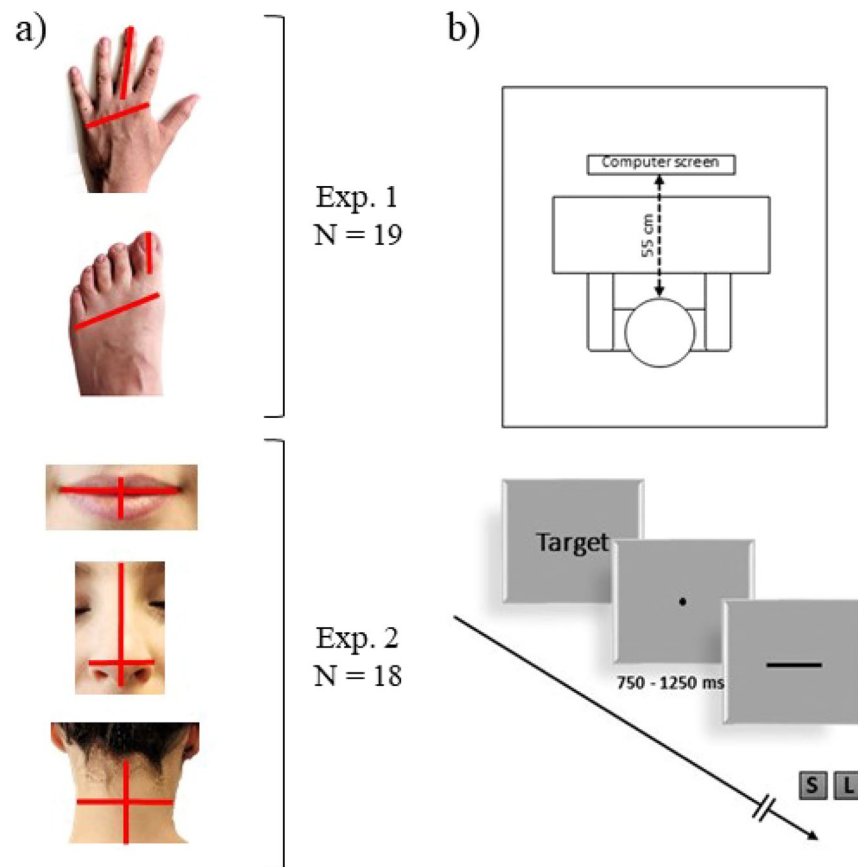 a)
Exp. 1
N = 19
Exp. 2
N = 18
b)
Computer screen
55 cm
Target
750 - 1250 ms
S L